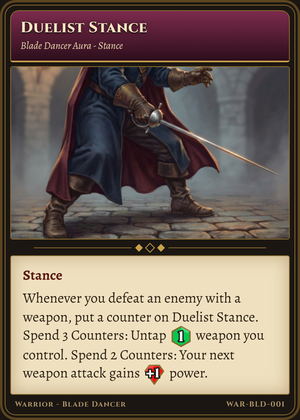 Duelist Stance
Blade Dancer Aura - Stance
Stance
Whenever you defeat an enemy with a
weapon, put a counter on Duelist Stance.
Spend 3 Counters: Untap 1 weapon you
control. Spend 2 Counters: Your next
weapon attack gains +1 power.
Warrior - Blade Dancer
WAR-BLD-001